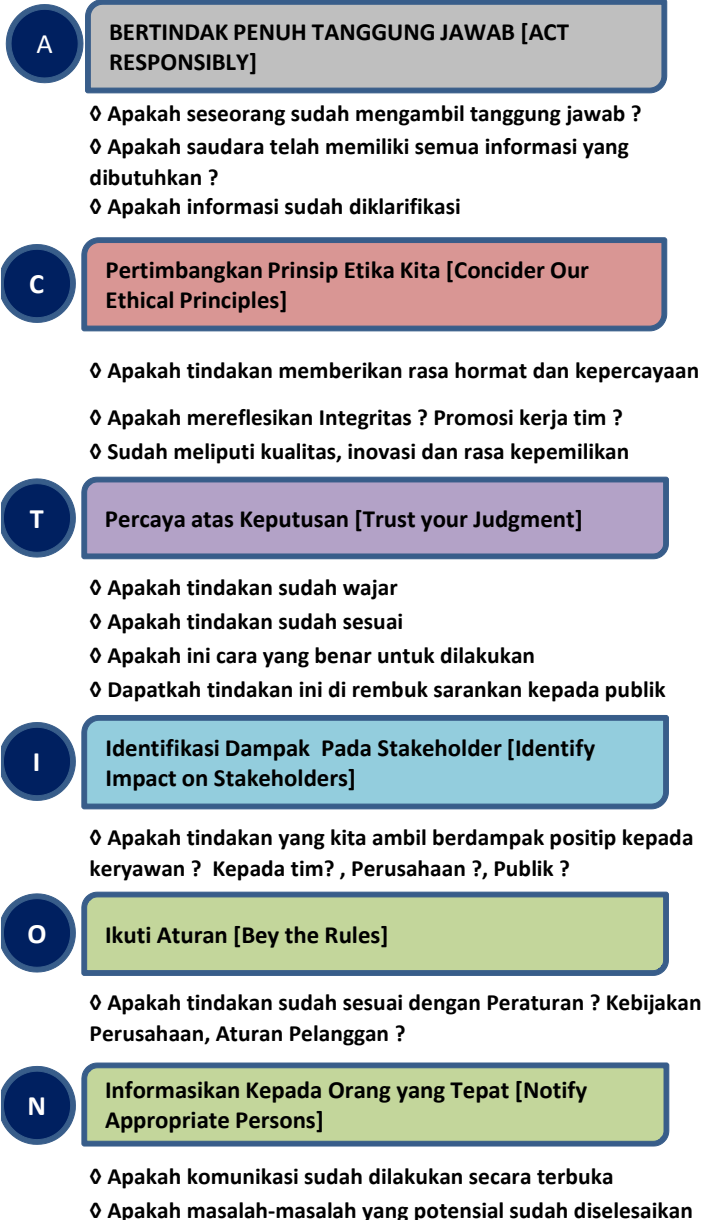 A
BERTINDAK PENUH TANGGUNG JAWAB [ACT
RESPONSIBLY]
◊ Apakah seseorang sudah mengambil tanggung jawab ?
◊ Apakah saudara telah memiliki semua informasi yang
dibutuhkan ?
◊ Apakah informasi sudah diklarifikasi
C
Pertimbangkan Prinsip Etika Kita [Concider Our
Ethical Principles]
◊ Apakah tindakan memberikan rasa hormat dan kepercayaan
◊ Apakah mereflesikan Integritas ? Promosi kerja tim ?
◊ Sudah meliputi kualitas, inovasi dan rasa kepemilikan
T
Percaya atas Keputusan [Trust your Judgment]
◊ Apakah tindakan sudah wajar
◊ Apakah tindakan sudah sesuai
◊ Apakah ini cara yang benar untuk dilakukan
◊ Dapatkah tindakan ini di rembuk sarankan kepada publik
I
Identifikasi Dampak Pada Stakeholder [Identify
Impact on Stakeholders]
◊ Apakah tindakan yang kita ambil berdampak positip kepada
keryawan ? Kepada tim? , Perusahaan ?, Publik ?
O
Ikuti Aturan [Bey the Rules]
◊ Apakah tindakan sudah sesuai dengan Peraturan ? Kebijakan
Perusahaan, Aturan Pelanggan ?
N
Informasikan Kepada Orang yang Tepat [Notify
Appropriate Persons]
◊ Apakah komunikasi sudah dilakukan secara terbuka
◊ Apakah masalah-masalah yang potensial sudah diselesaikan